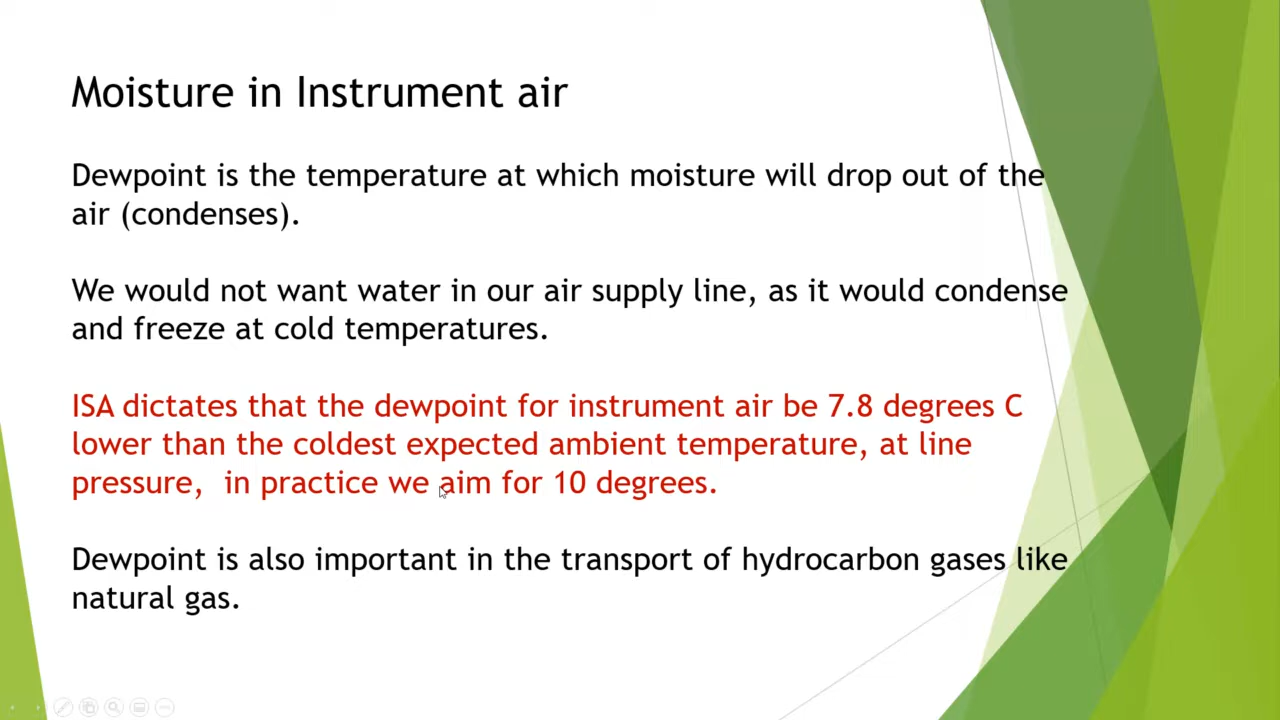 Moisture in Instrument air
Dewpoint is the temperature at which moisture will drop out of the
air (condenses).
We would not want water in our air supply line, as it would condense
and freeze at cold temperatures.
ISA dictates that the dewpoint for instrument air be 7.8 degrees C
lower than the coldest expected ambient temperature, at line
pressure,  in practice we aim for 10 degrees.
Dewpoint is also important in the transport of hydrocarbon gases like
natural gas.